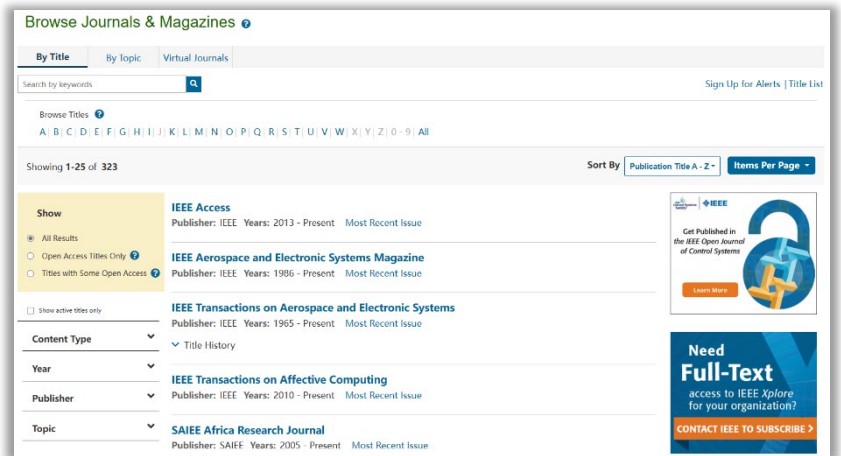 Browse Journals & Magazines
By Title By Topic Virtual Journals
Search by keywords
Sign Up for Alerts | Title List
Browse Titles
A | B | C | D | E | F | G | H | I | J | K | L | M | N | O | P | Q | R | S | T | U | V | W | X | Y | Z | 0 - 9 | All
Showing 1-25 of 323
Sort By Publication Title A - Z
Items Per Page
Show
All Results
Open Access Titles Only
Titles with Some Open Access
Show active titles only
Content Type
Year
Publisher
Topic
IEEE Access
Publisher: IEEE Years: 2013 - Present Most Recent Issue
IEEE Aerospace and Electronic Systems Magazine
Publisher: IEEE Years: 1986 - Present Most Recent Issue
IEEE Transactions on Aerospace and Electronic Systems
Publisher: IEEE Years: 1965 - Present Most Recent Issue
Title History
IEEE Transactions on Affective Computing
Publisher: IEEE Years: 2010 - Present Most Recent Issue
SAIEE Africa Research Journal
Publisher: SAIEE Years: 2005 - Present Most Recent Issue
IEEE
Get Published in
the IEEE Open Journal
of Control Systems
Learn More
Need
Full-Text
access to IEEE Xplore
for your organization?
CONTACT IEEE TO SUBSCRIBE >